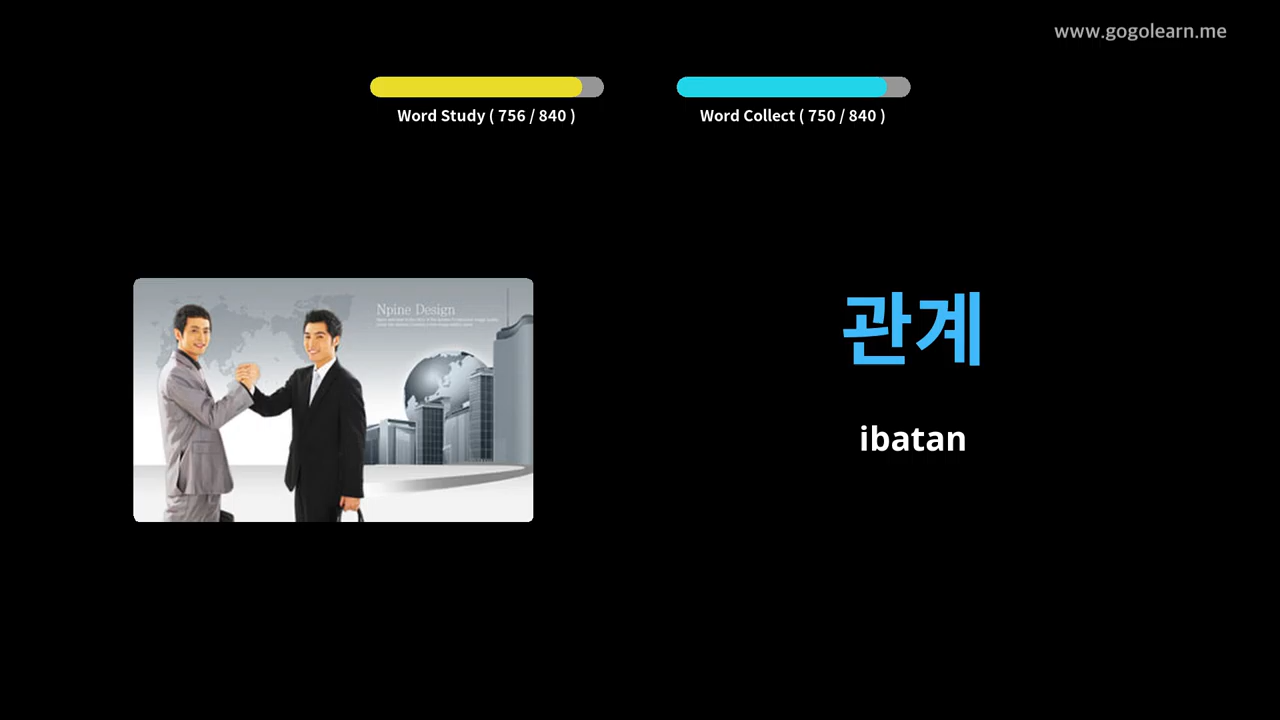 www.gogolearn.me
Word Study ( 756 / 840 )
Word Collect ( 750 / 840 )
Npine Design
관계
ibatan